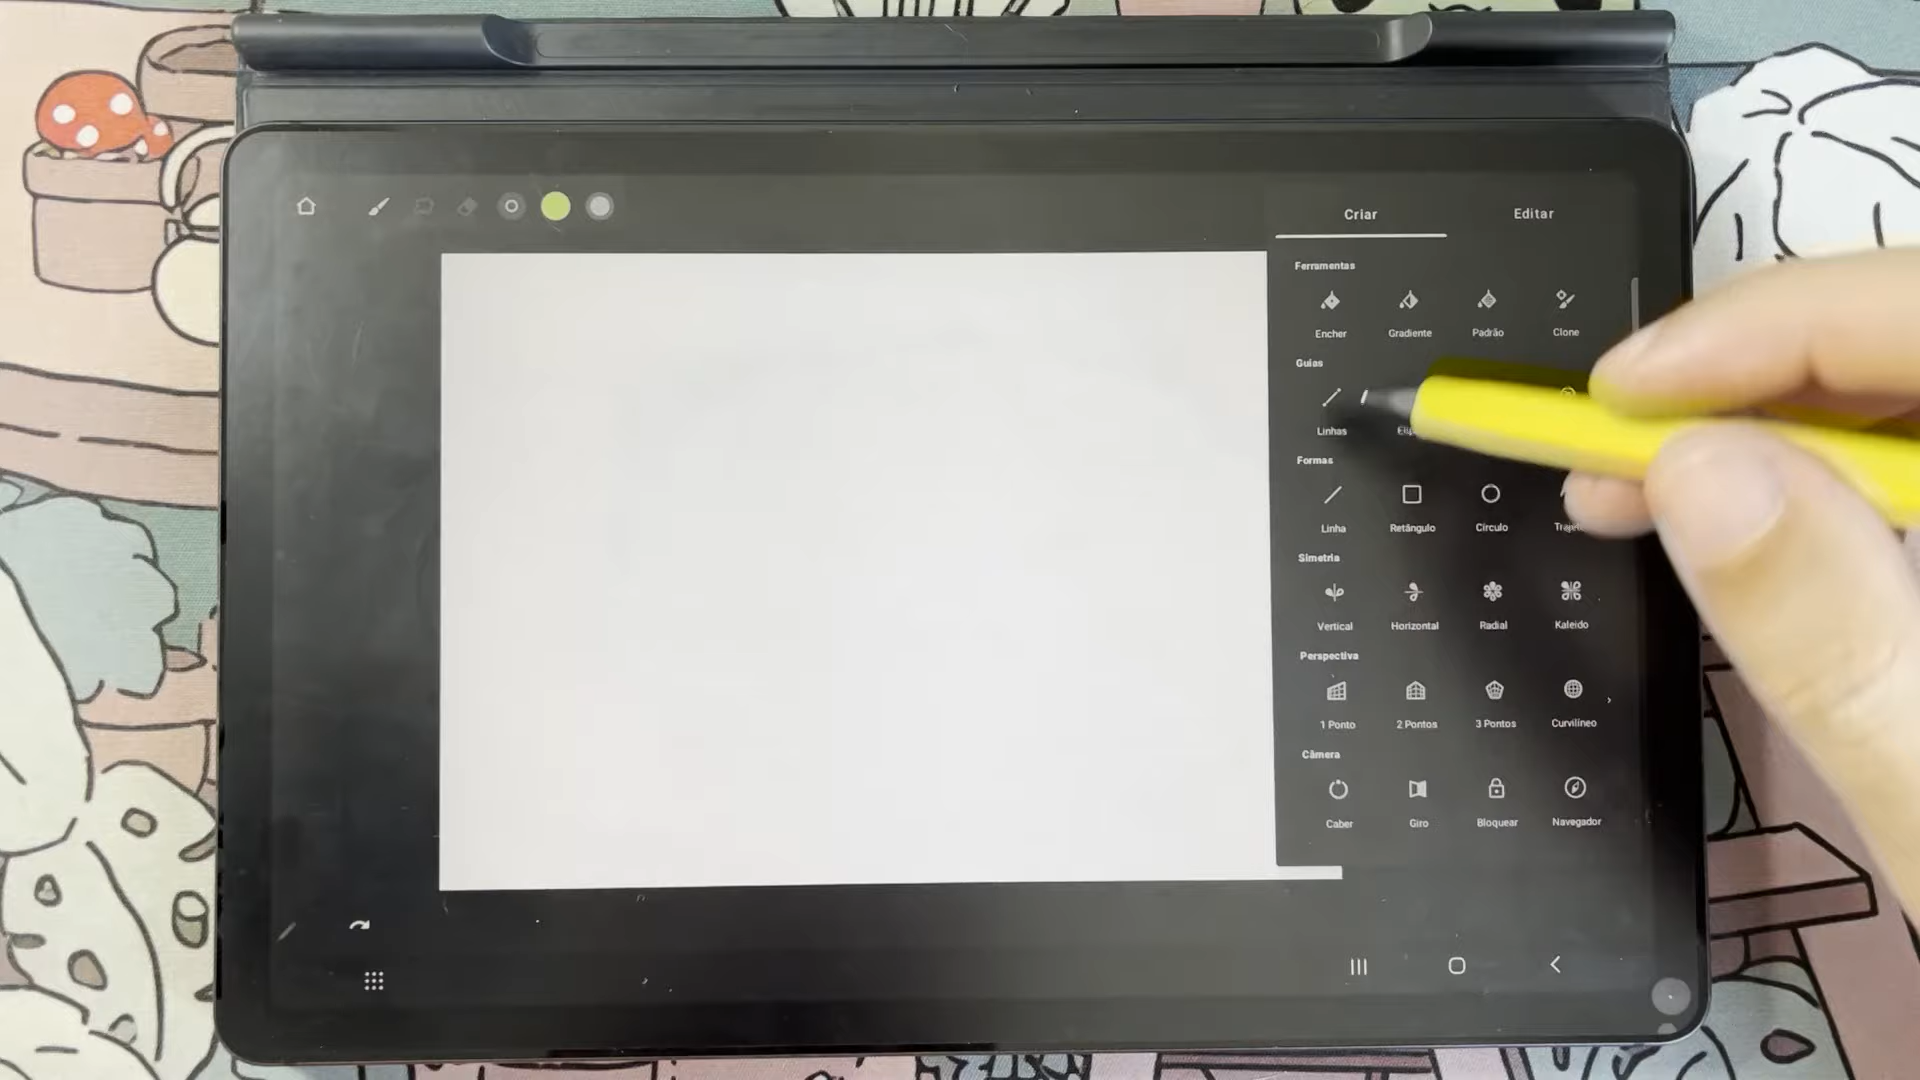 Criar Editar
Ferramentas
Encher Gradiente Padrão Clone
Guias
Linhas
Formas
Linha Retângulo Círculo
Simetria
Vertical Horizontal Radial Kaleido
Perspectiva
1 Ponto 2 Pontos 3 Pontos Curvilíneo
Câmera
Caber Giro Bloquear Navegador